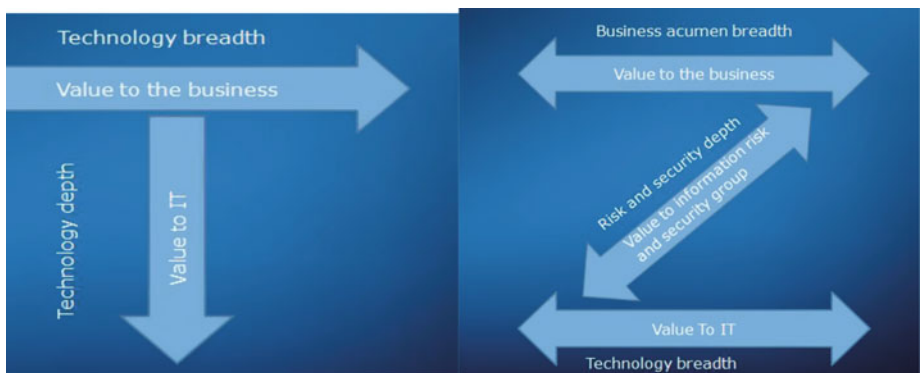 Technology breadth
Value to the business
Technology depth
Value to IT
Business acumen breadth
Value to the business
Risk and security depth
Value to information risk
and security group
Value To IT
Technology breadth